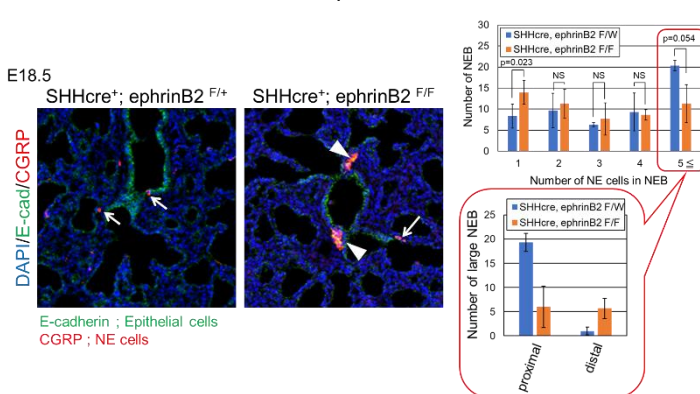 E18.5
SHHcre+; ephrinB2 F/+
SHHcre+; ephrinB2 F/F
DAPI/E-cad/CGRP
E-cadherin ; Epithelial cells
CGRP ; NE cells
30
25
20
15
10
5
0
Number of NEB
SHHcre, ephrinB2 F/W
SHHcre, ephrinB2 F/F
p=0.023
NS
NS
NS
p=0.054
1 2 3 4 5 ≦
Number of NE cells in NEB
25
20
15
10
5
0
Number of large NEB
SHHcre, ephrinB2 F/W
SHHcre, ephrinB2 F/F
proximal
distal